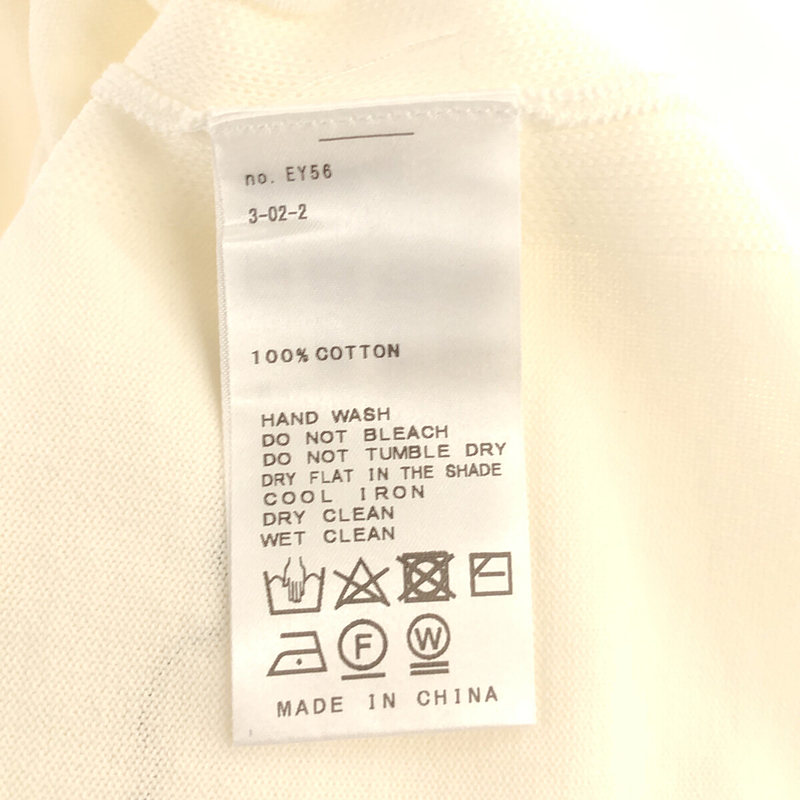 no. EY56
3-02-2
100% COTTON
HAND WASH
DO NOT BLEACH
DO NOT TUMBLE DRY
DRY FLAT IN THE SHADE
COOL IRON
DRY CLEAN
WET CLEAN
F W
MADE IN CHINA